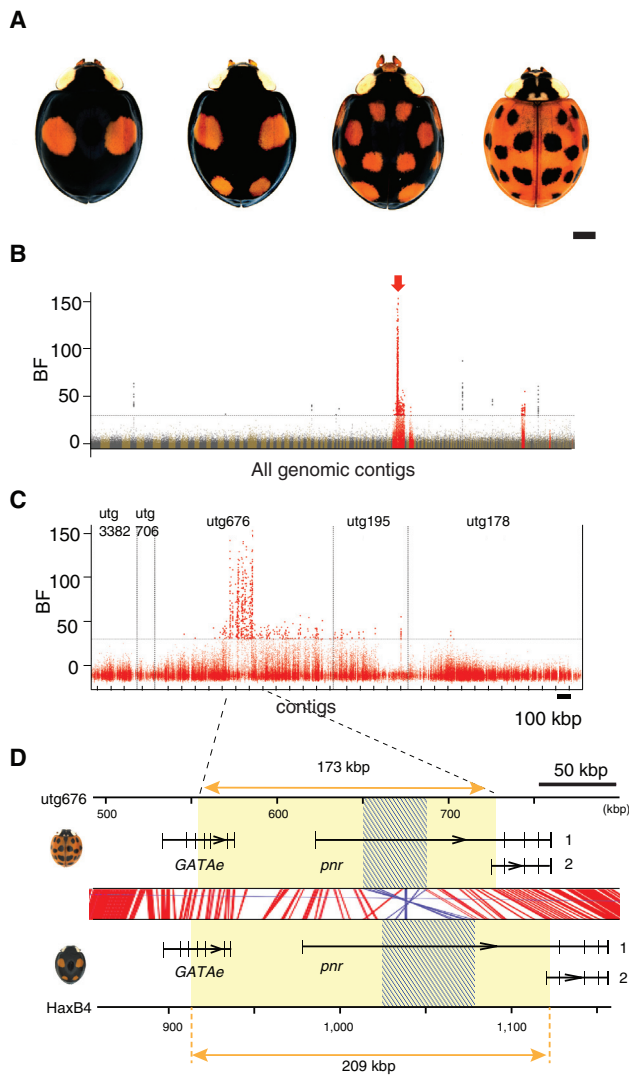 A
B
150
100
50
0
BF
All genomic contigs
C
utg
3382
utg
706
utg676
utg195
utg178
150
100
50
0
BF
contigs
100 kbp
D
173 kbp
50 kbp
utg676
500
600
700
(kbp)
GATAe
pnr
1
2
GATAe
pnr
1
2
HaxB4
900
1,000
1,100
209 kbp